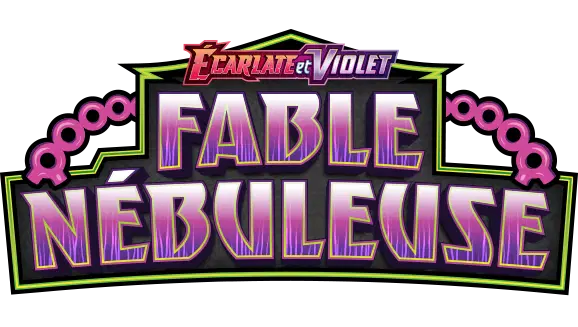 ÉCARLATE et VIOLET
FABLE
NÉBULEUSE